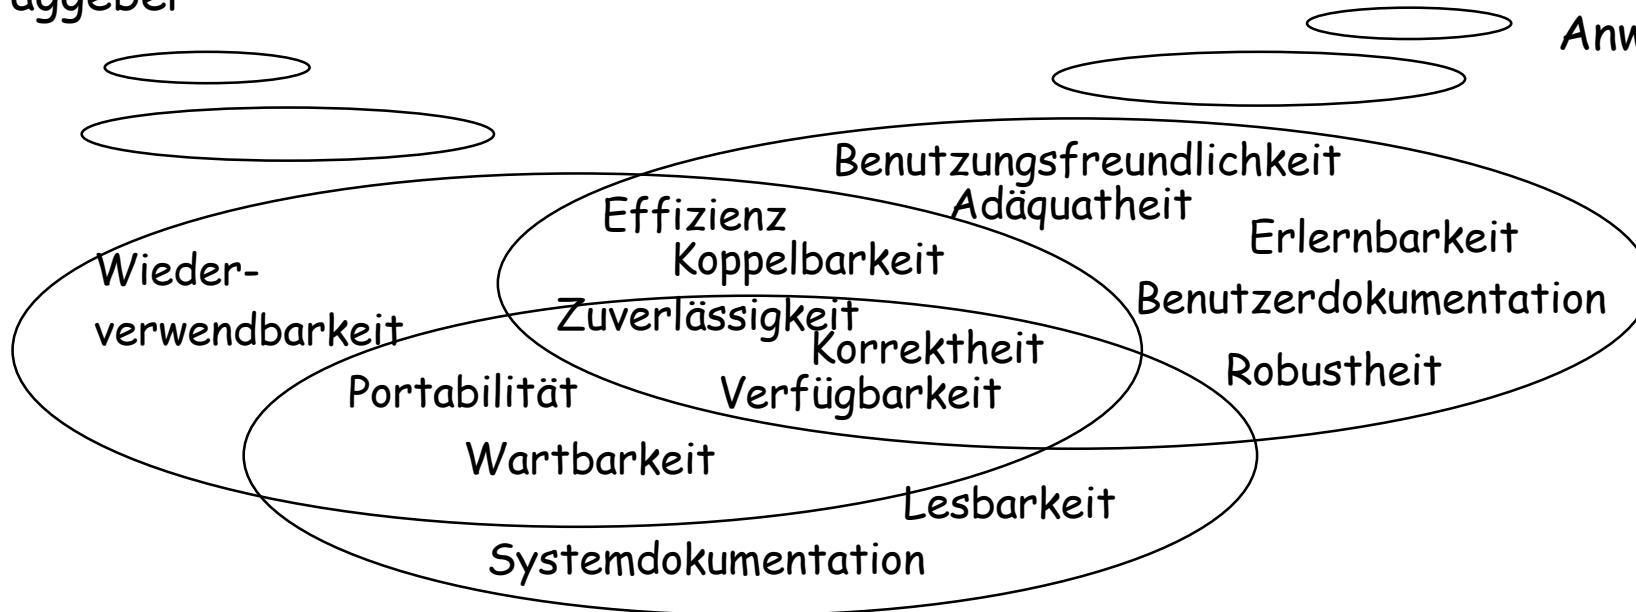 Benutzungsfreundlichkeit
Effizienz
Adäquatheit
Koppelbarkeit
Erlernbarkeit
Wieder-
verwendbarkeit
Benutzerdokumentation
Zuverlässigkeit
Korrektheit
Robustheit
Portabilität
Verfügbarkeit
Wartbarkeit
Lesbarkeit
Systemdokumentation